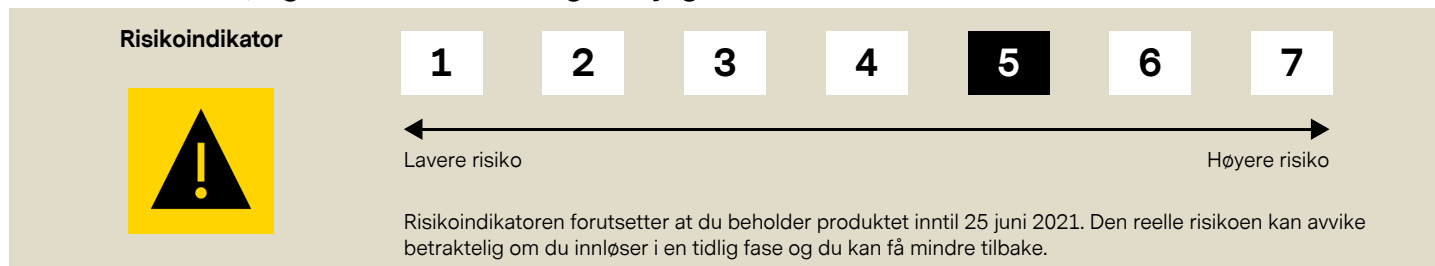 Risikoindikator
1 2 3 4 5 6 7
Lavere risiko Høyere risiko
Risikoindikatoren forutsetter at du beholder produktet inntil 25 juni 2021. Den reelle risikoen kan avvike
betraktelig om du innløser i en tidlig fase og du kan få mindre tilbake.